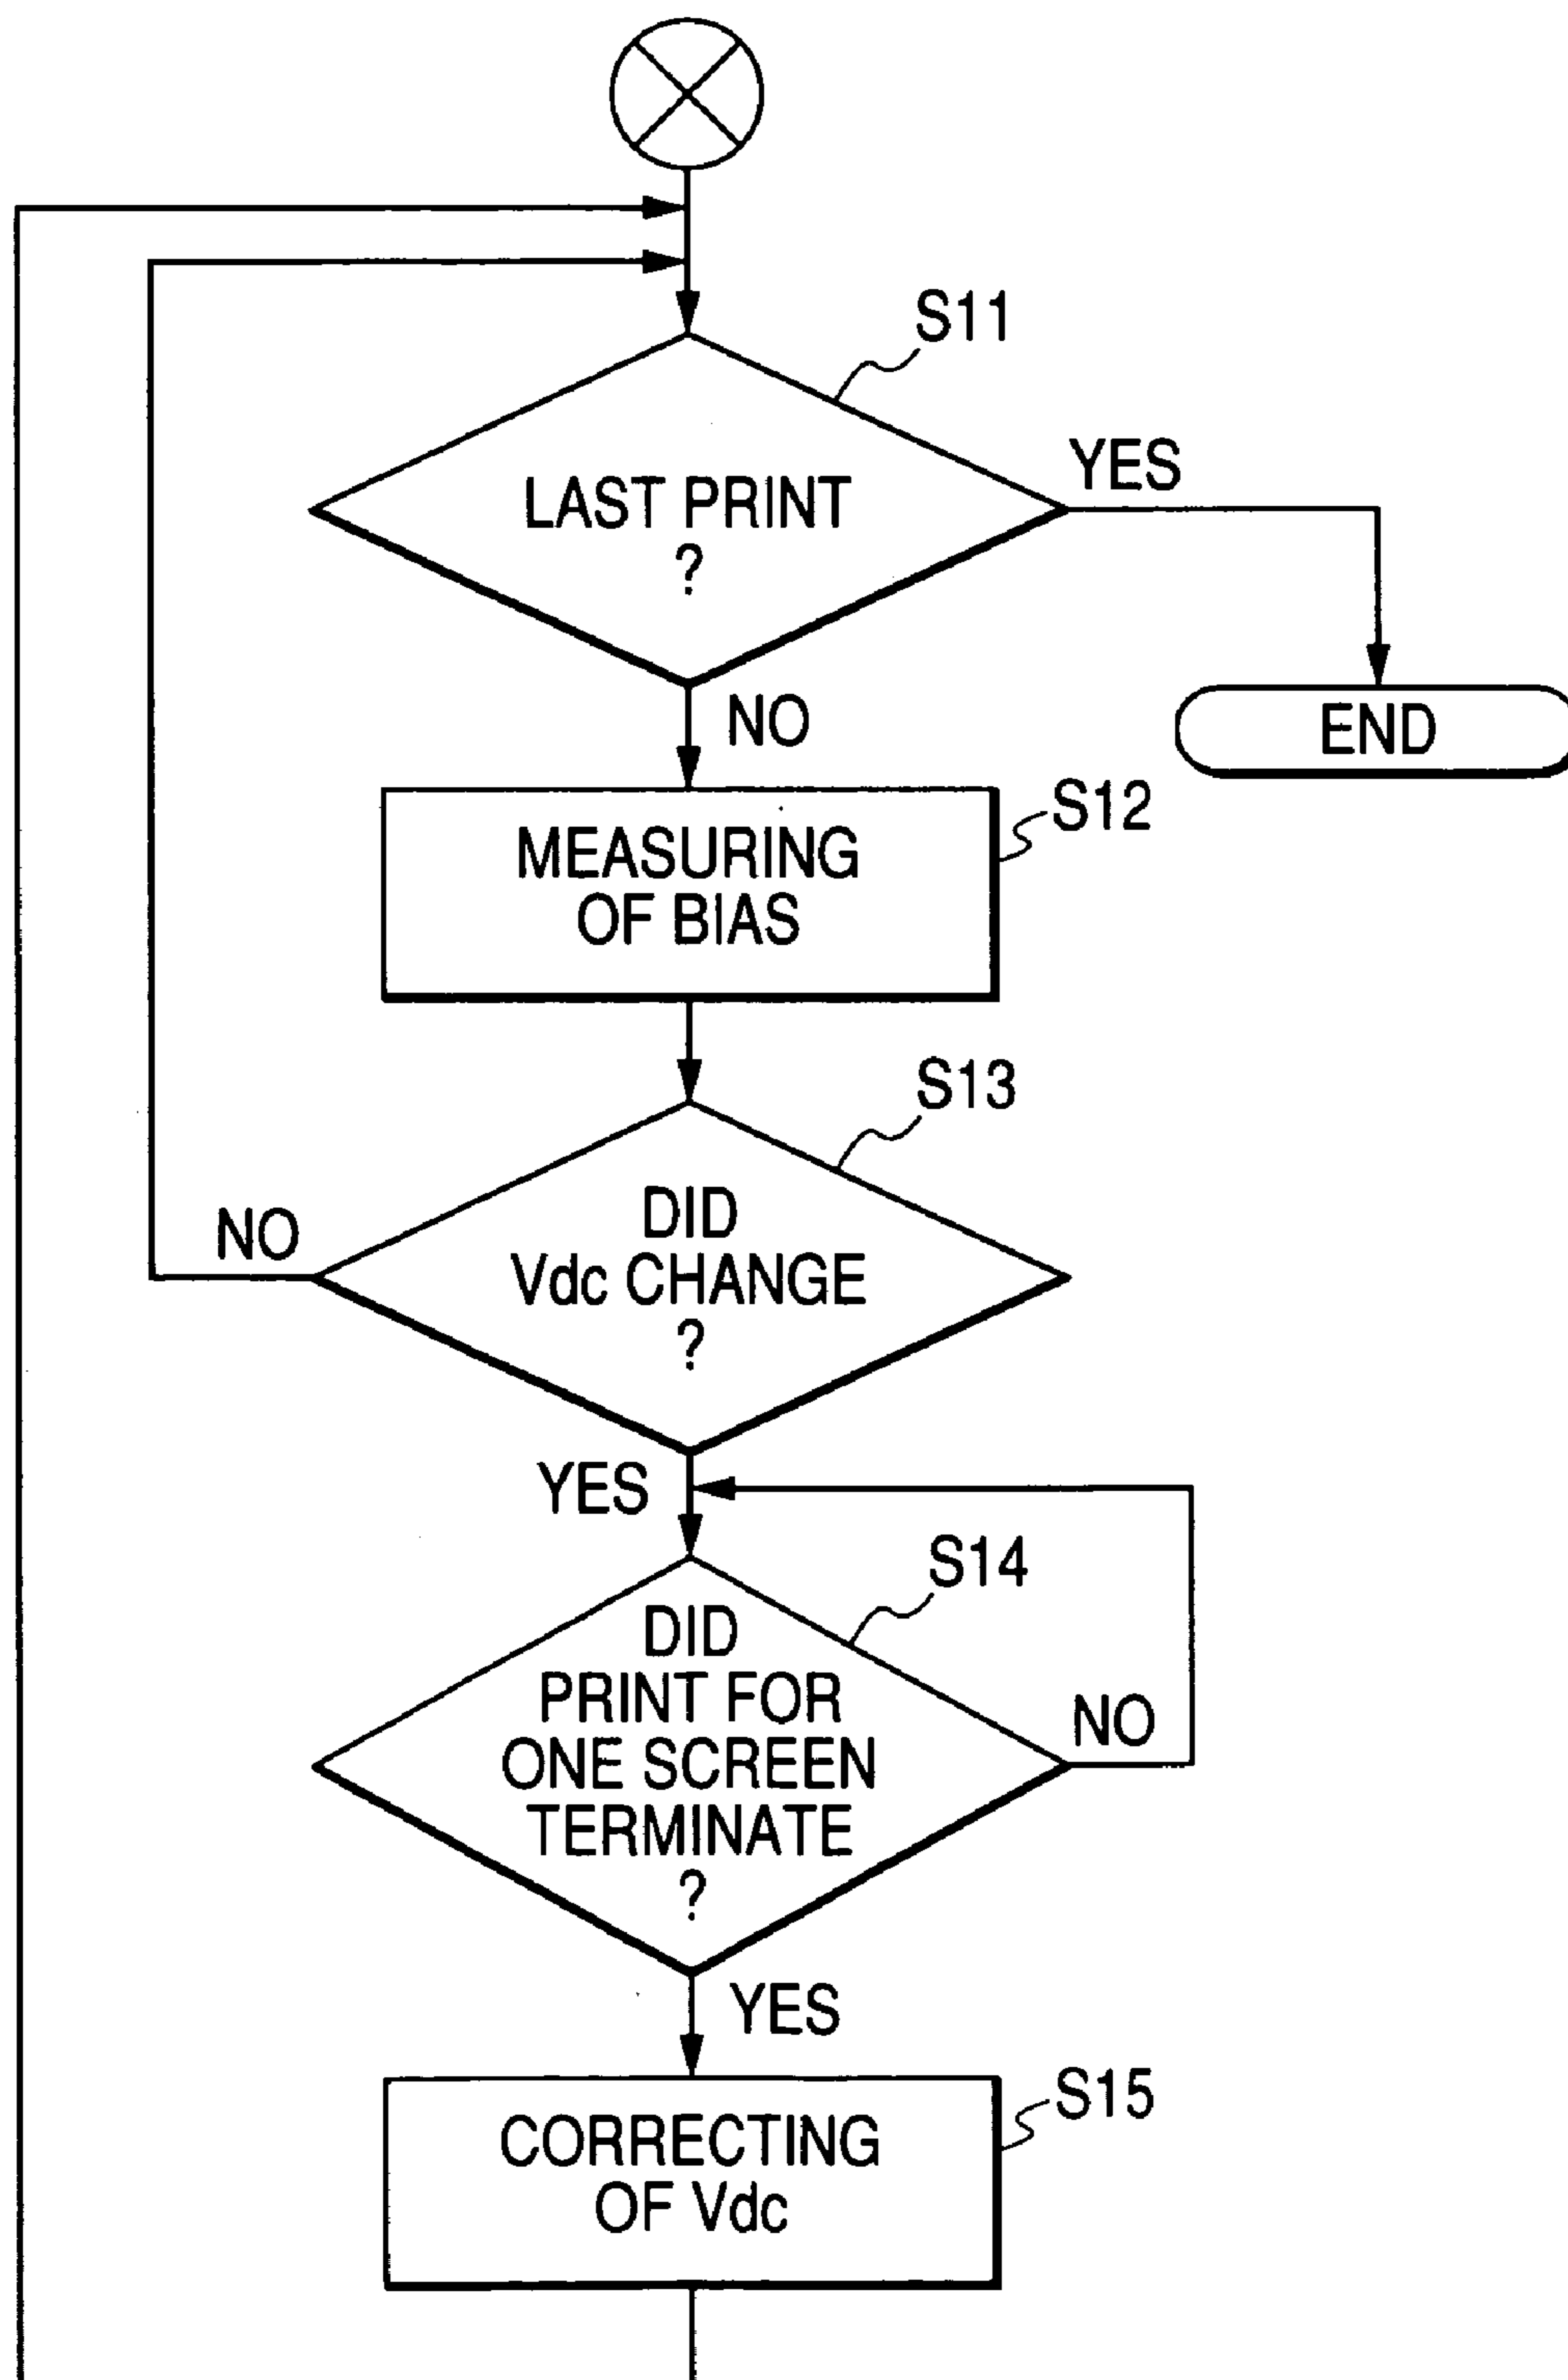 S11
LAST PRINT
?
YES
NO
END
S12
MEASURING
OF BIAS
S13
DID
Vdc CHANGE
?
NO
YES
S14
DID
PRINT FOR
ONE SCREEN
TERMINATE
?
NO
YES
S15
CORRECTING
OF Vdc